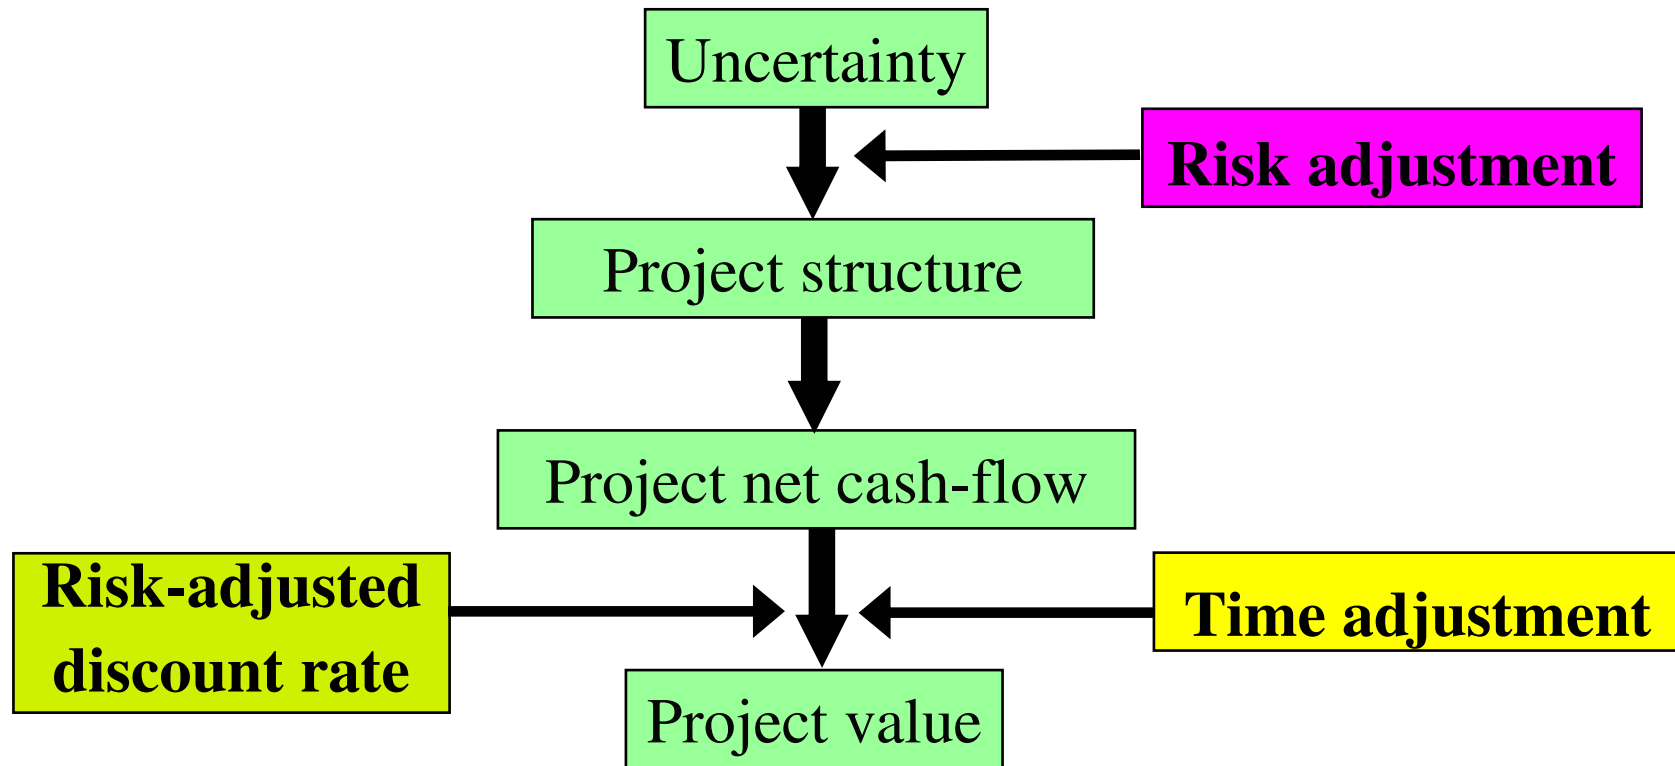 Uncertainty
Risk adjustment
Project structure
Project net cash-flow
Risk-adjusted
discount rate
Time adjustment
Project value